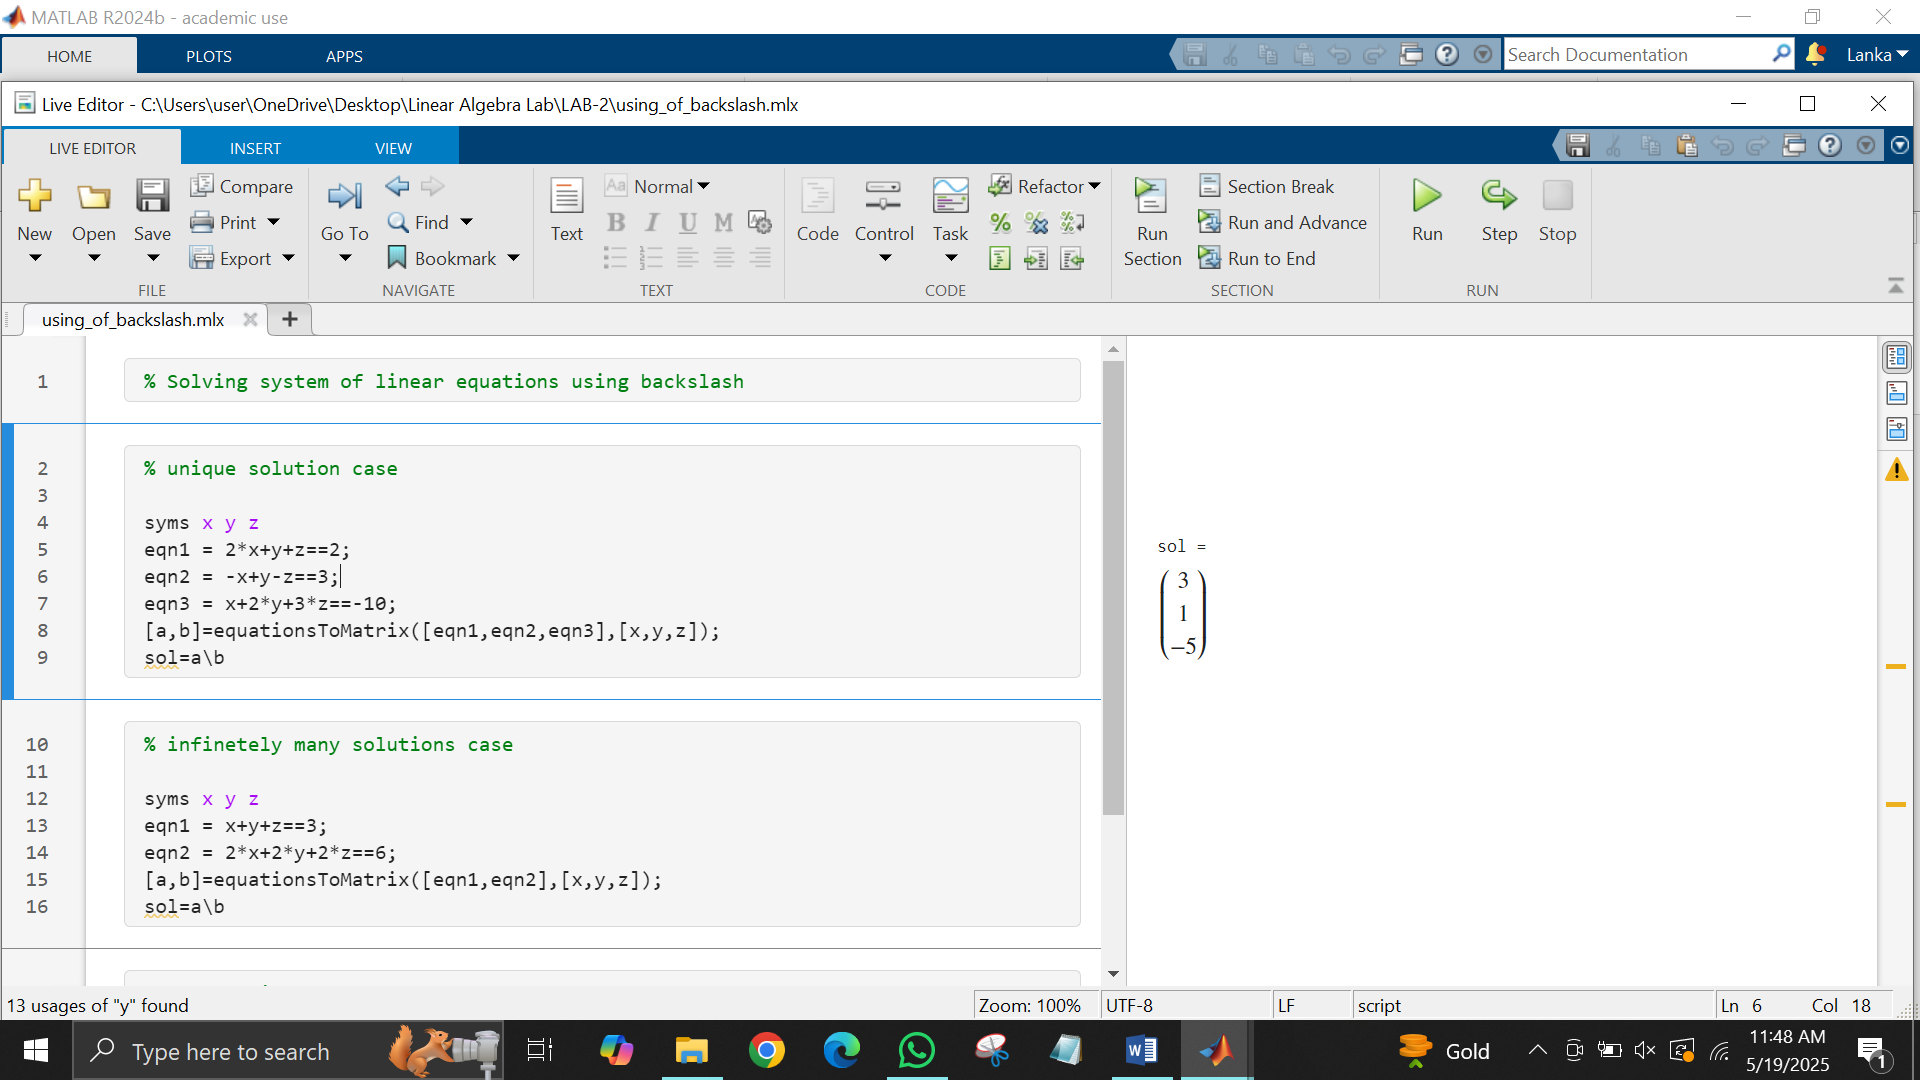 MATLAB R2024b - academic use
HOME PLOTS APPS Search Documentation Lanka
Live Editor - C:\Users\user\OneDrive\Desktop\Linear Algebra Lab\LAB-2\using_of_backslash.mlx
LIVE EDITOR INSERT VIEW
New Open Save Compare Print Export
Go To Find Bookmark
Text Aa Normal B I U M
Code Control Task Refactor
Run Section Section Break Run and Advance Run to End
Run Step Stop
FILE NAVIGATE TEXT CODE SECTION RUN
using_of_backslash.mlx
1 % Solving system of linear equations using backslash
2 % unique solution case
3
4 syms x y z
5 eqn1 = 2*x+y+z==2;
6 eqn2 = -x+y-z==3;
7 eqn3 = x+2*y+3*z==-10;
8 [a,b]=equationsToMatrix([eqn1,eqn2,eqn3],[x,y,z]);
9 sol=a\b
sol =
3
1
−5
10 % infinetely many solutions case
11
12 syms x y z
13 eqn1 = x+y+z==3;
14 eqn2 = 2*x+2*y+2*z==6;
15 [a,b]=equationsToMatrix([eqn1,eqn2],[x,y,z]);
16 sol=a\b
13 usages of "y" found Zoom: 100% UTF-8 LF script Ln 6 Col 18
Type here to search Gold 11:48 AM
5/19/2025 1